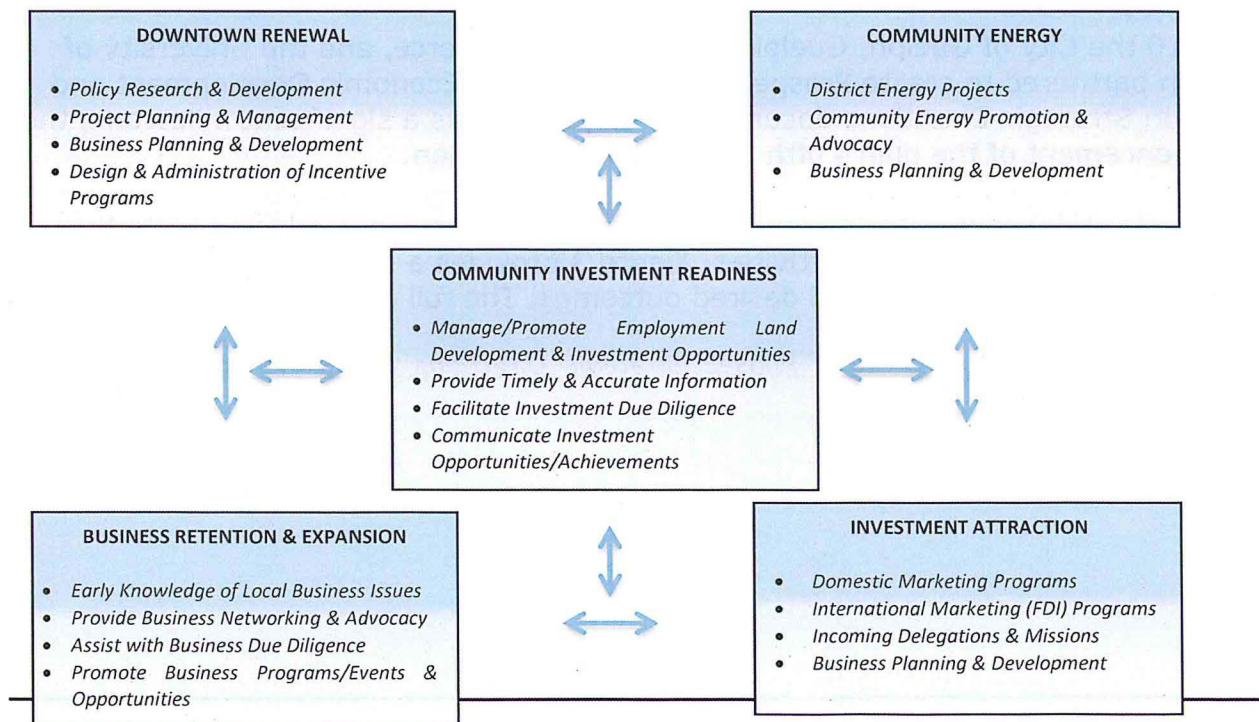 DOWNTOWN RENEWAL
• Policy Research & Development
• Project Planning & Management
• Business Planning & Development
• Design & Administration of Incentive
Programs
COMMUNITY ENERGY
• District Energy Projects
• Community Energy Promotion &
Advocacy
• Business Planning & Development
COMMUNITY INVESTMENT READINESS
• Manage/Promote Employment Land
Development & Investment Opportunities
• Provide Timely & Accurate Information
• Facilitate Investment Due Diligence
• Communicate Investment
Opportunities/Achievements
BUSINESS RETENTION & EXPANSION
• Early Knowledge of Local Business Issues
• Provide Business Networking & Advocacy
• Assist with Business Due Diligence
• Promote Business Programs/Events &
Opportunities
INVESTMENT ATTRACTION
• Domestic Marketing Programs
• International Marketing (FDI) Programs
• Incoming Delegations & Missions
• Business Planning & Development